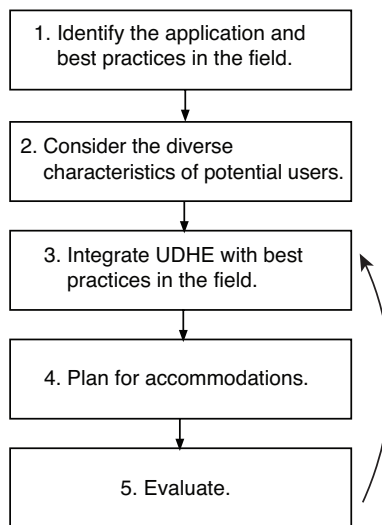 1. Identify the application and
best practices in the field.
2. Consider the diverse
characteristics of potential users.
3. Integrate UDHE with best
practices in the field.
4. Plan for accommodations.
5. Evaluate.